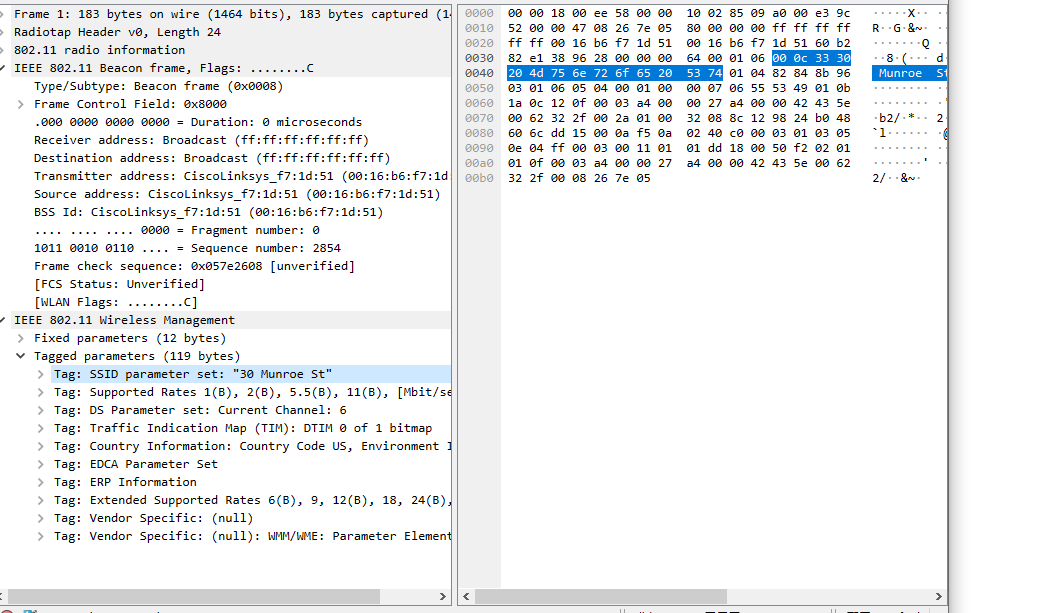 Frame 1: 183 bytes on wire (1464 bits), 183 bytes captured (14
Radiotap Header v0, Length 24
802.11 radio information
IEEE 802.11 Beacon frame, Flags: ........C
Type/Subtype: Beacon frame (0x0008)
Frame Control Field: 0x8000
.000 0000 0000 0000 = Duration: 0 microseconds
Receiver address: Broadcast (ff:ff:ff:ff:ff:ff)
Destination address: Broadcast (ff:ff:ff:ff:ff:ff)
Transmitter address: CiscoLinksys_f7:1d:51 (00:16:b6:f7:1d
Source address: CiscoLinksys_f7:1d:51 (00:16:b6:f7:1d:51)
BSS Id: CiscoLinksys_f7:1d:51 (00:16:b6:f7:1d:51)
.... .... .... 0000 = Fragment number: 0
1011 0010 0110 .... = Sequence number: 2854
Frame check sequence: 0x057e2608 [unverified]
[FCS Status: Unverified]
[WLAN Flags: ........C]
IEEE 802.11 Wireless Management
Fixed parameters (12 bytes)
Tagged parameters (119 bytes)
Tag: SSID parameter set: "30 Munroe St"
Tag: Supported Rates 1(B), 2(B), 5.5(B), 11(B), [Mbit/se
Tag: DS Parameter set: Current Channel: 6
Tag: Traffic Indication Map (TIM): DTIM 0 of 1 bitmap
Tag: Country Information: Country Code US, Environment I
Tag: EDCA Parameter Set
Tag: ERP Information
Tag: Extended Supported Rates 6(B), 9, 12(B), 18, 24(B),
Tag: Vendor Specific: (null)
Tag: Vendor Specific: (null): WMM/WME: Parameter Element
0000 00 00 18 00 ee 58 00 00 10 02 85 09 a0 00 e3 9c ·····X·· ·
0010 52 00 00 47 08 26 7e 05 80 00 00 00 ff ff ff ff R··G·&~· ·
0020 ff ff 00 16 b6 f7 1d 51 00 16 b6 f7 1d 51 60 b2 ·······Q ·
0030 82 e1 38 96 28 00 00 00 64 00 01 06 00 0c 33 30 ··8·(··· d
0040 20 4d 75 6e 72 6f 65 20 53 74 01 04 82 84 8b 96 Munroe St
0050 03 01 06 05 04 00 01 00 00 07 06 55 53 49 01 0b ········ ·
0060 1a 0c 12 0f 00 03 a4 00 00 27 a4 00 00 42 43 5e ········ '
0070 00 62 32 2f 00 2a 01 00 32 08 8c 12 98 24 b0 48 ·b2/·*·· 2
0080 60 6c dd 15 00 0a f5 0a 02 40 c0 00 03 01 03 05 `l······ @
0090 0e 04 ff 00 03 00 11 01 01 dd 18 00 50 f2 02 01 ········ ·
00a0 01 0f 00 03 a4 00 00 27 a4 00 00 42 43 5e 00 62 ·······' ·
00b0 32 2f 00 08 26 7e 05 2/··&~·